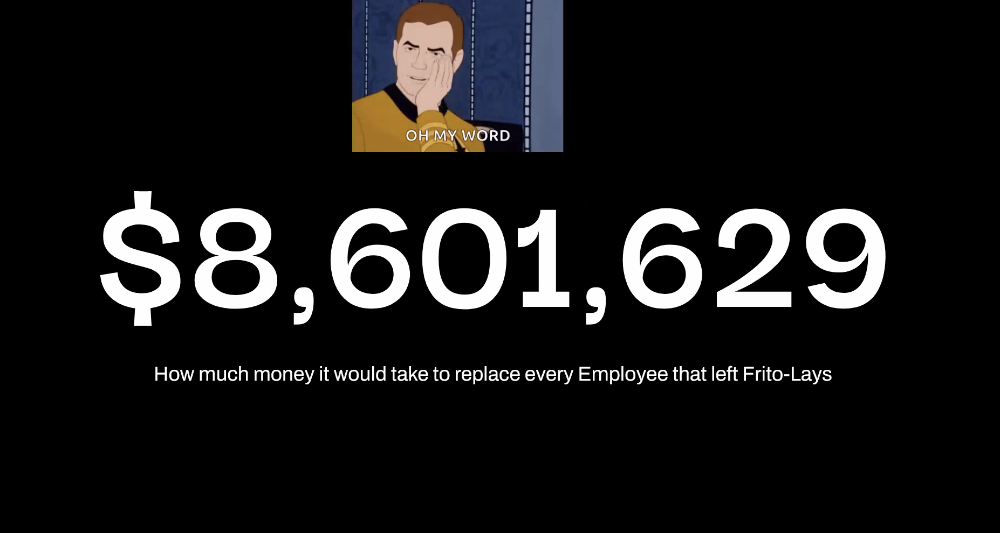 OH MY WORD
$8,601,629
How much money it would take to replace every Employee that left Frito-Lays